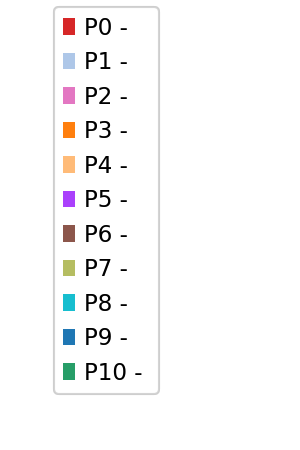 P0 -
P1 -
P2 -
P3 -
P4 -
P5 -
P6 -
P7 -
P8 -
P9 -
P10 -